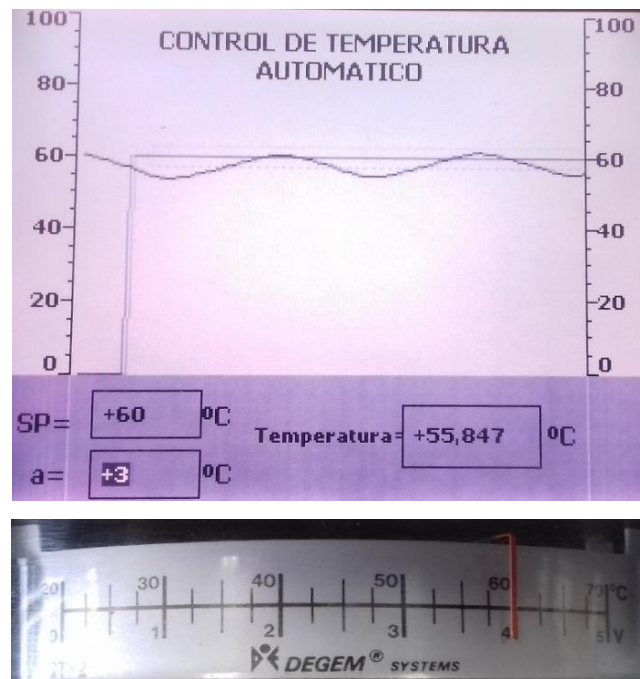 CONTROL DE TEMPERATURA
AUTOMATICO
100
80
60
40
20
0
100
80
60
40
20
0
SP= +60 ºC
Temperatura= +55,847 ºC
a= +3 ºC
20 30 40 50 60 70 °C
0 1 2 3 4 5 V
DEGEM® SYSTEMS